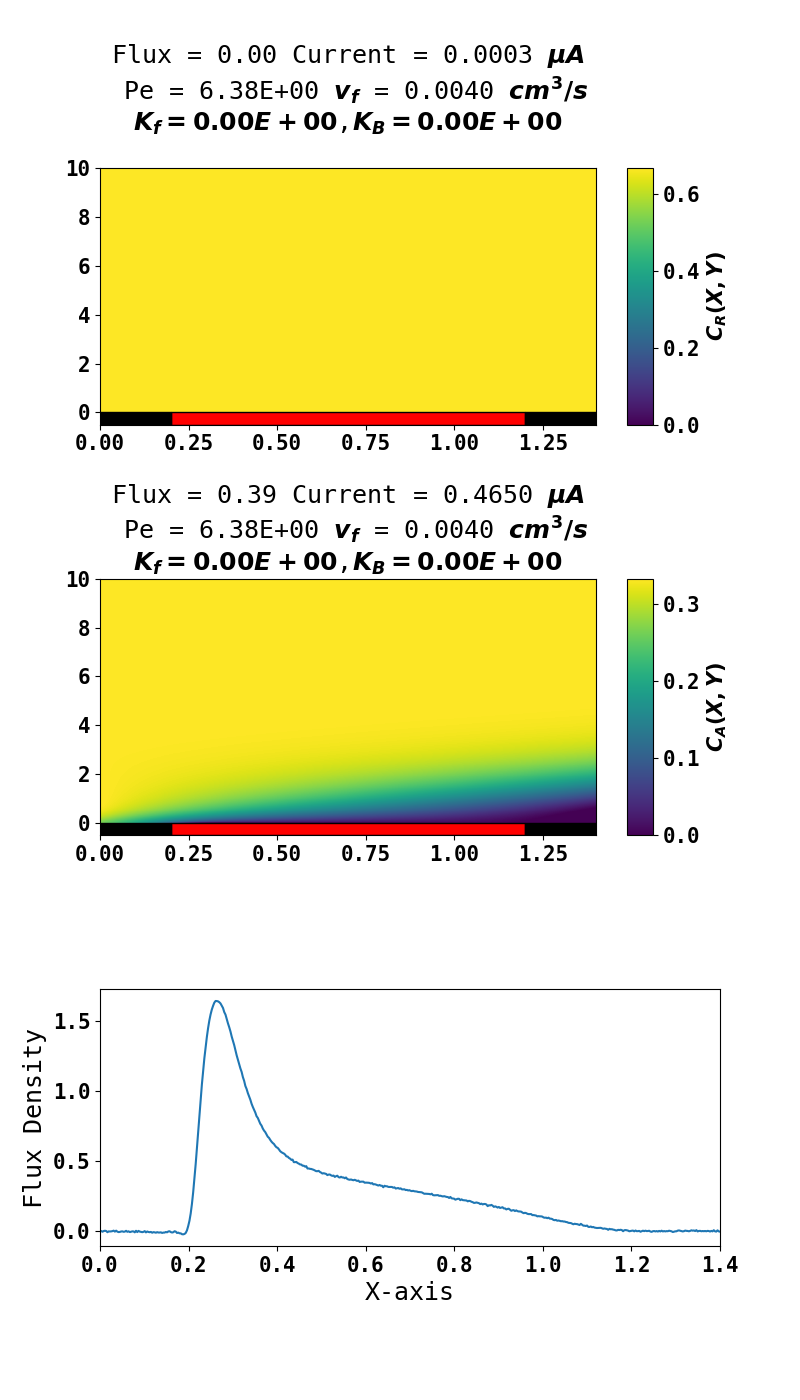 Flux = 0.00 Current = 0.0003 μA
Pe = 6.38E+00 v_f = 0.0040 cm³/s
K_f = 0.00E + 00, K_B = 0.00E + 00
10
8
6
4
2
0
0.00 0.25 0.50 0.75 1.00 1.25
0.6
0.4
0.2
0.0
C_R(X, Y)
Flux = 0.39 Current = 0.4650 μA
Pe = 6.38E+00 v_f = 0.0040 cm³/s
K_f = 0.00E + 00, K_B = 0.00E + 00
10
8
6
4
2
0
0.00 0.25 0.50 0.75 1.00 1.25
0.3
0.2
0.1
0.0
C_A(X, Y)
Flux Density
1.5
1.0
0.5
0.0
0.0 0.2 0.4 0.6 0.8 1.0 1.2 1.4
X-axis